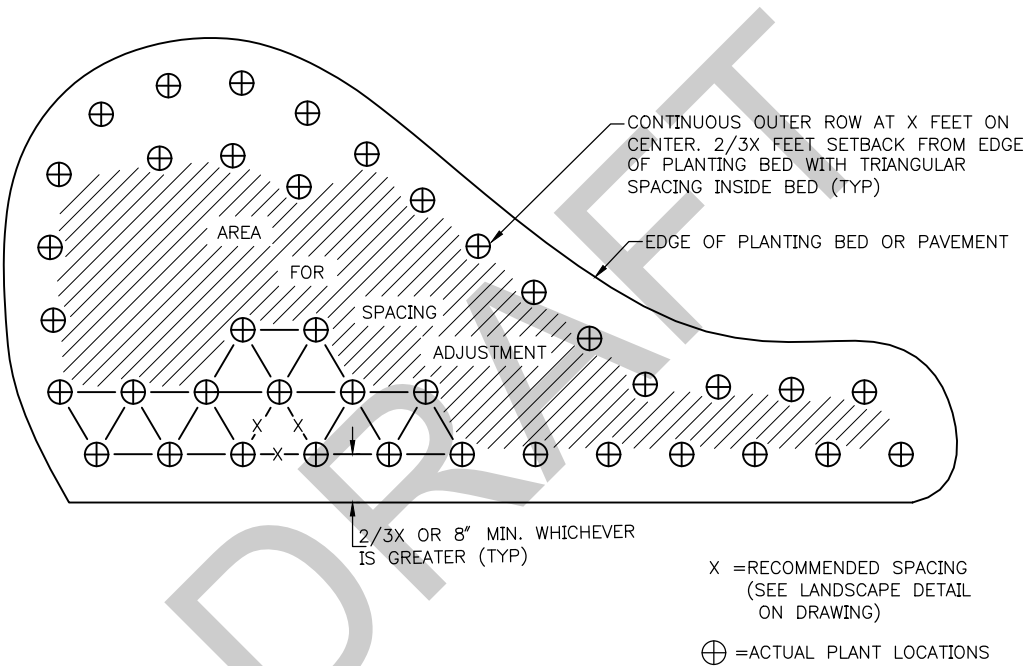 CONTINUOUS OUTER ROW AT X FEET ON
CENTER. 2/3X FEET SETBACK FROM EDGE
OF PLANTING BED WITH TRIANGULAR
SPACING INSIDE BED (TYP)
EDGE OF PLANTING BED OR PAVEMENT
AREA
FOR
SPACING
ADJUSTMENT
X
X
X
2/3X OR 8" MIN. WHICHEVER
IS GREATER (TYP)
X =RECOMMENDED SPACING
(SEE LANDSCAPE DETAIL
ON DRAWING)
=ACTUAL PLANT LOCATIONS
DRAFT